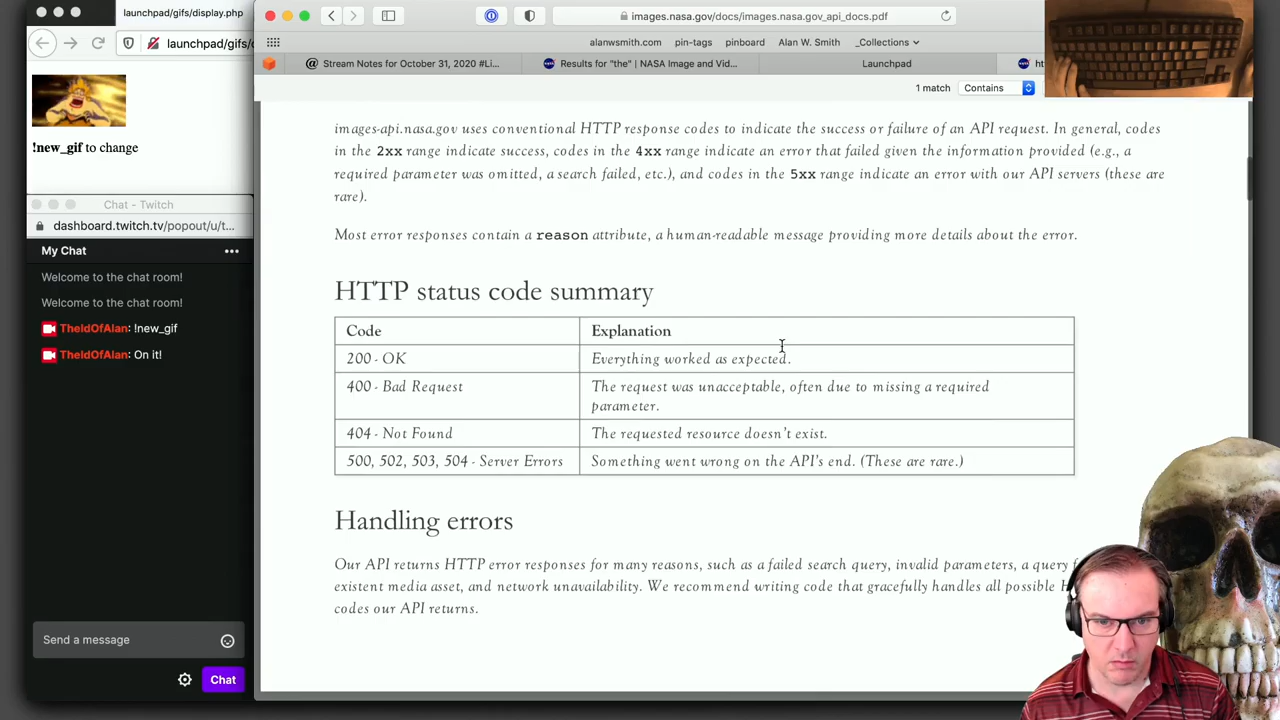 launchpad/gifs/display.php
launchpad/gifs/
!new_gif to change
Chat - Twitch
dashboard.twitch.tv/popout/u/t...
My Chat
Welcome to the chat room!
Welcome to the chat room!
TheIdOfAlan: !new_gif
TheIdOfAlan: On it!
Send a message
Chat
images.nasa.gov/docs/images.nasa.gov_api_docs.pdf
alanwsmith.com pin-tags pinboard Alan W. Smith _Collections
Stream Notes for October 31, 2020 #Li... Results for "the" | NASA Image and Vid... Launchpad
1 match Contains
images-api.nasa.gov uses conventional HTTP response codes to indicate the success or failure of an API request. In general, codes
in the 2xx range indicate success, codes in the 4xx range indicate an error that failed given the information provided (e.g., a
required parameter was omitted, a search failed, etc.), and codes in the 5xx range indicate an error with our API servers (these are
rare).
Most error responses contain a reason attribute, a human-readable message providing more details about the error.
HTTP status code summary
Code Explanation
200 - OK Everything worked as expected.
400 - Bad Request The request was unacceptable, often due to missing a required
parameter.
404 - Not Found The requested resource doesn't exist.
500, 502, 503, 504 - Server Errors Something went wrong on the API's end. (These are rare.)
Handling errors
Our API returns HTTP error responses for many reasons, such as a failed search query, invalid parameters, a query
existent media asset, and network unavailability. We recommend writing code that gracefully handles all possible
codes our API returns.